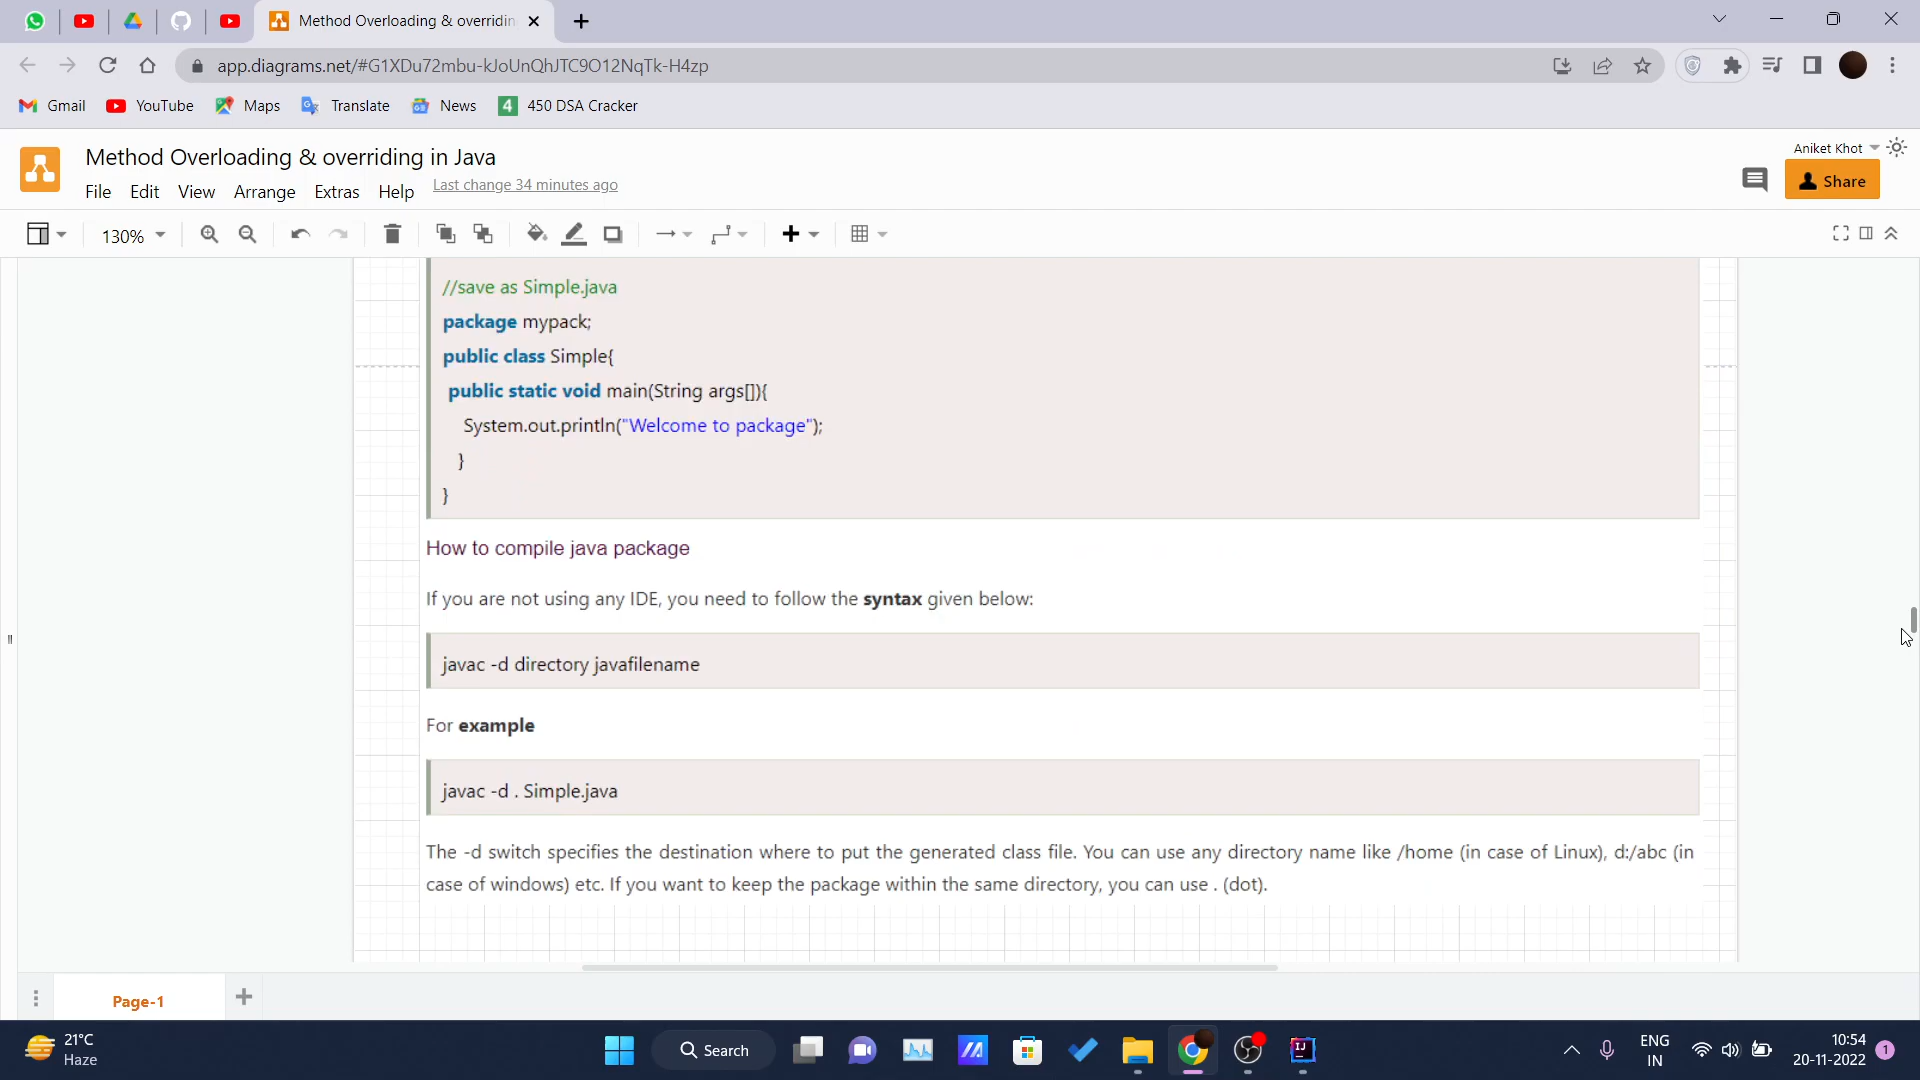 Method Overloading & overridin
app.diagrams.net/#G1XDu72mbu-kJoUnQhJTC9O12NqTk-H4zp
Gmail YouTube Maps Translate News 4 450 DSA Cracker
Method Overloading & overriding in Java
Aniket Khot
File Edit View Arrange Extras Help Last change 34 minutes ago
Share
130%
//save as Simple.java
package mypack;
public class Simple{
public static void main(String args[]){
System.out.println("Welcome to package");
}
}
How to compile java package
If you are not using any IDE, you need to follow the syntax given below:
javac -d directory javafilename
For example
javac -d . Simple.java
The -d switch specifies the destination where to put the generated class file. You can use any directory name like /home (in case of Linux), d:/abc (in
case of windows) etc. If you want to keep the package within the same directory, you can use . (dot).
Page-1
21°C
Haze
Search
IJ
ENG
IN
10:54
20-11-2022
1